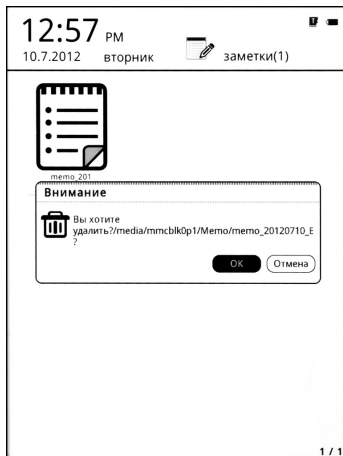 12:57 PM
10.7.2012 вторник
заметки(1)
memo_201
Внимание
Вы хотите
удалить?/media/mmcblk0p1/Memo/memo_20120710_E
?
OK
Отмена
1 / 1